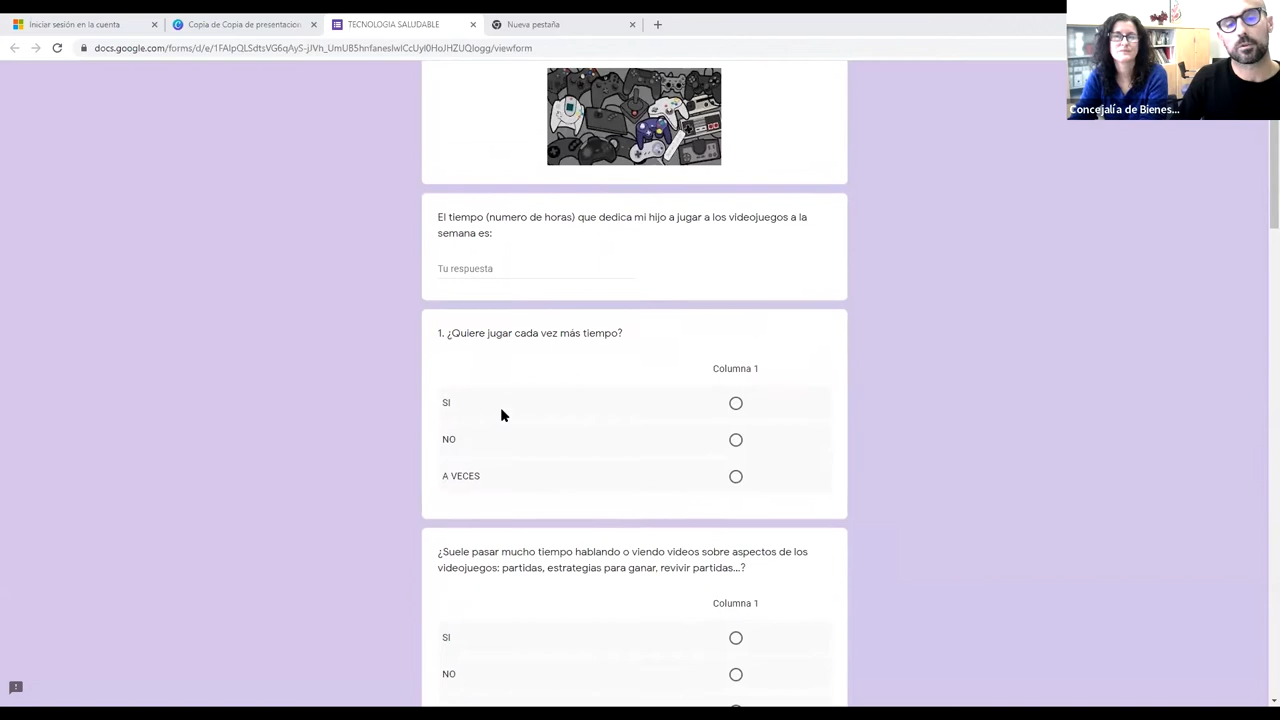 Iniciar sesión en la cuenta
Copia de Copia de presentacion
TECNOLOGIA SALUDABLE
Nueva pestaña
docs.google.com/forms/d/e/1FAIpQLSdtsVG6qAyS-jJVh_UmUB5hnfaneslwlCcUyl0HoJHZUQlogg/viewform
Concejalía de Bienes...
El tiempo (numero de horas) que dedica mi hijo a jugar a los videojuegos a la
semana es:
Tu respuesta
1. ¿Quiere jugar cada vez más tiempo?
Columna 1
SI
NO
A VECES
¿Suele pasar mucho tiempo hablando o viendo videos sobre aspectos de los
videojuegos: partidas, estrategias para ganar, revivir partidas...?
Columna 1
SI
NO